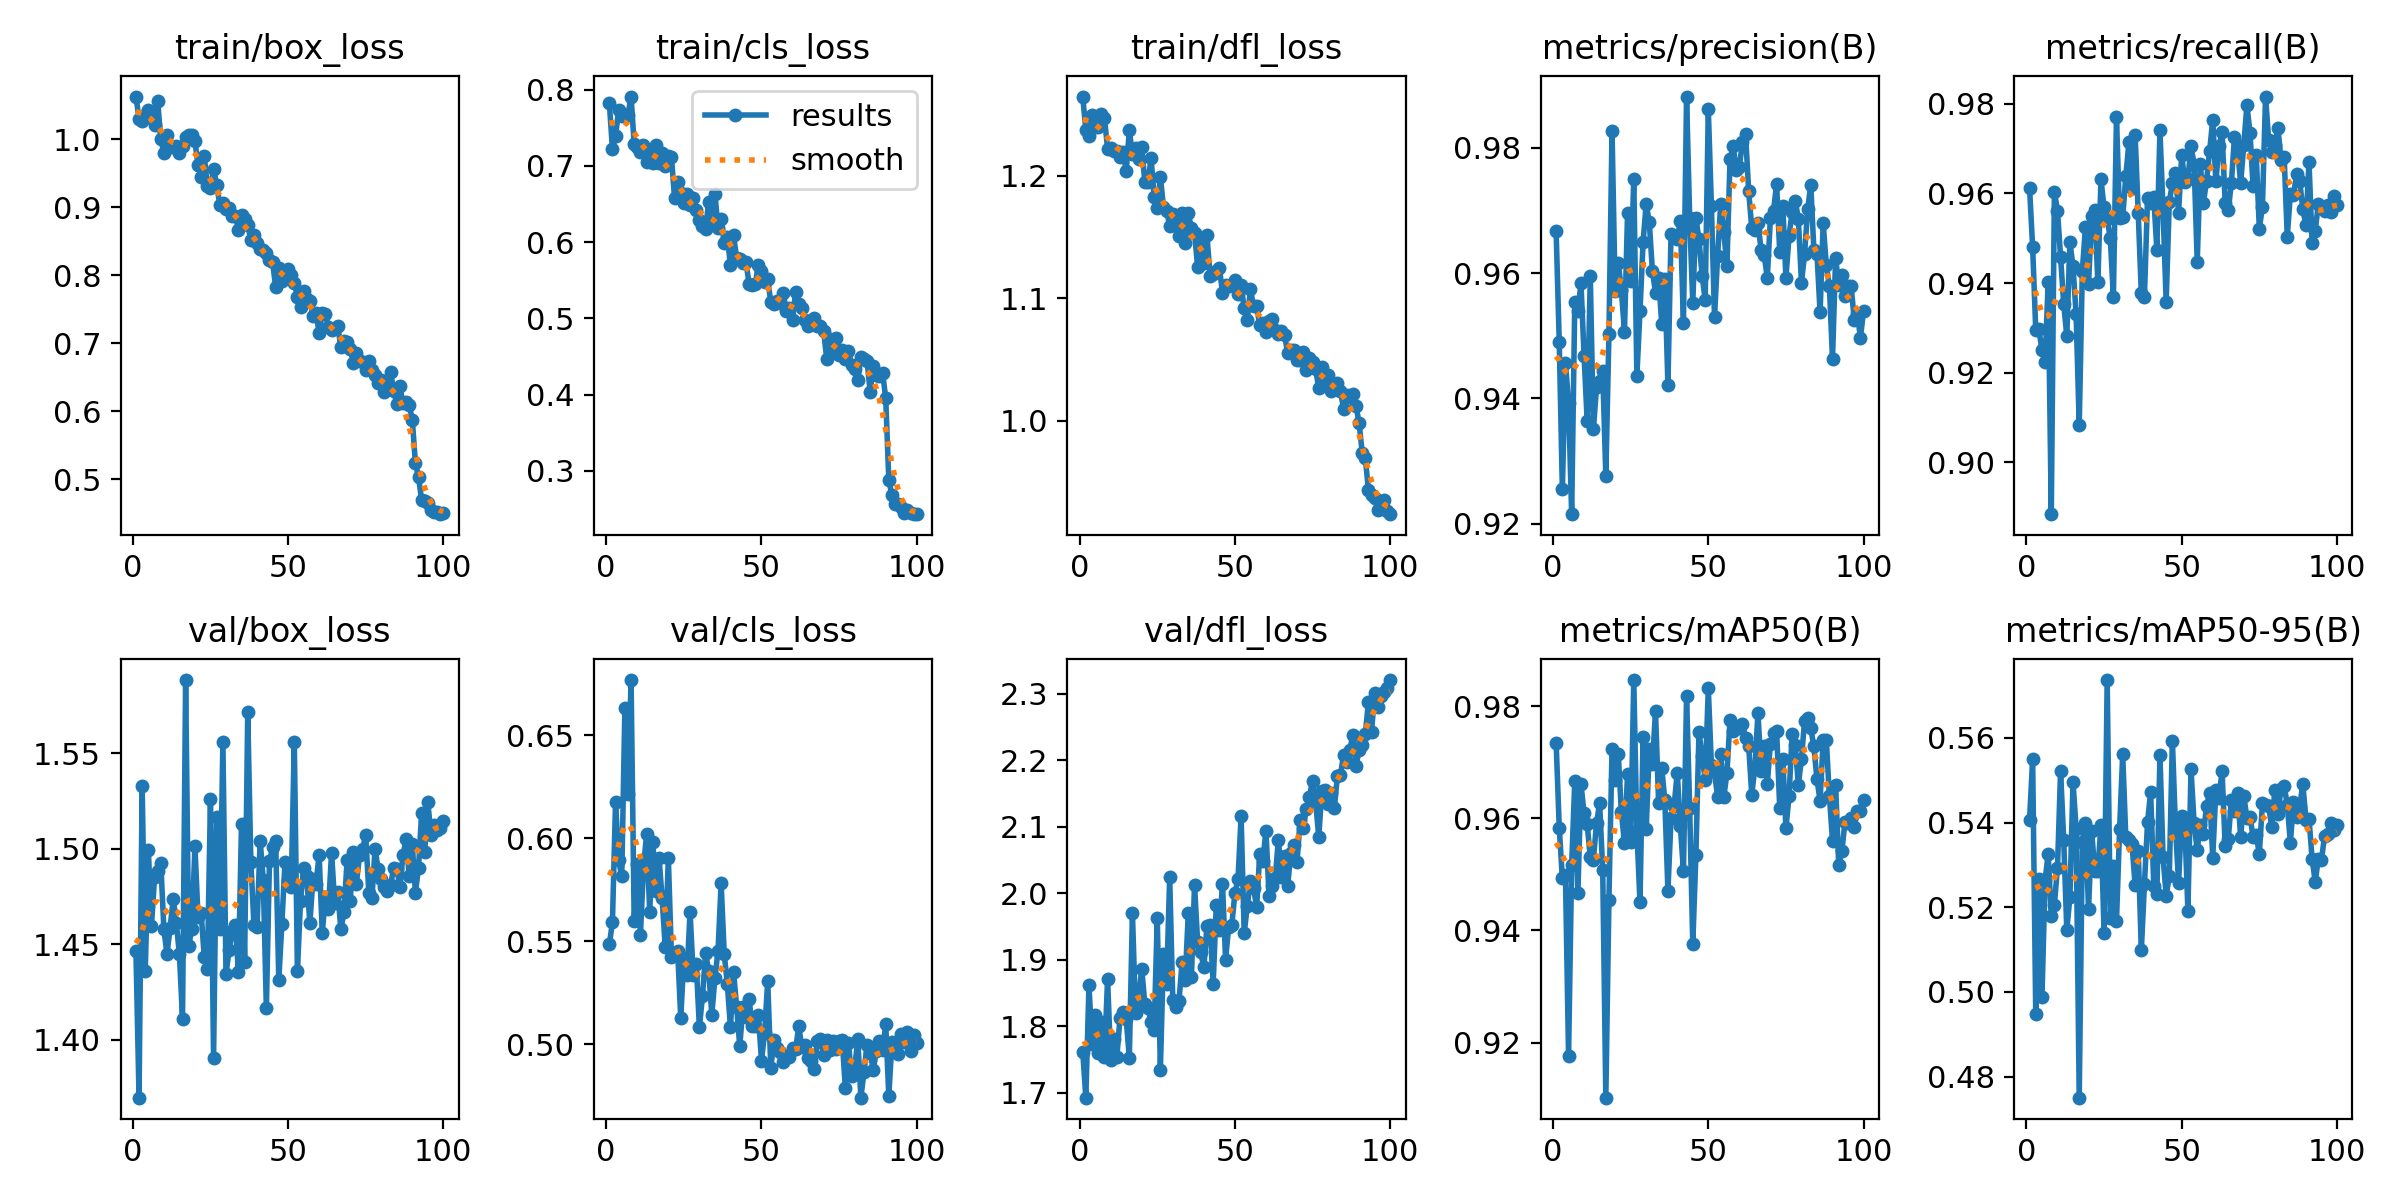 train/box_loss
1.0
0.9
0.8
0.7
0.6
0.5
0 50 100
train/cls_loss
results
smooth
0.8
0.7
0.6
0.5
0.4
0.3
0 50 100
train/dfl_loss
1.2
1.1
1.0
0 50 100
metrics/precision(B)
0.98
0.96
0.94
0.92
0 50 100
metrics/recall(B)
0.98
0.96
0.94
0.92
0.90
0 50 100
val/box_loss
1.55
1.50
1.45
1.40
0 50 100
val/cls_loss
0.65
0.60
0.55
0.50
0 50 100
val/dfl_loss
2.3
2.2
2.1
2.0
1.9
1.8
1.7
0 50 100
metrics/mAP50(B)
0.98
0.96
0.94
0.92
0 50 100
metrics/mAP50-95(B)
0.56
0.54
0.52
0.50
0.48
0 50 100